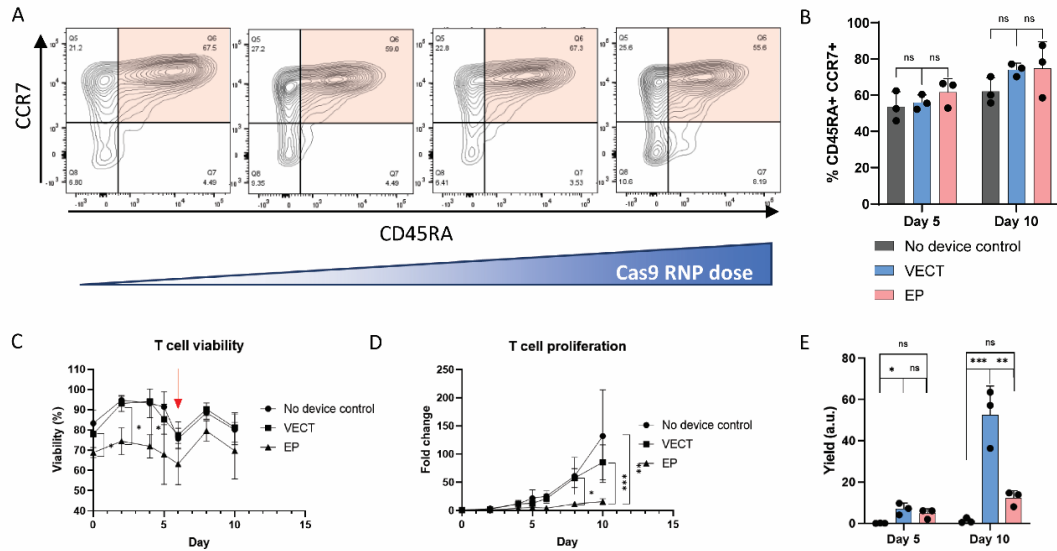 A
CCR7
Q5
21.2
Q6
67.5
Q8
6.80
Q7
4.49
Q5
27.2
Q6
59.0
Q8
9.35
Q7
4.49
Q5
22.8
Q6
67.3
Q8
6.41
Q7
3.53
Q5
25.6
Q6
55.6
Q8
10.6
Q7
8.19
CD45RA
Cas9 RNP dose
B
% CD45RA+ CCR7+
100
80
60
40
20
0
ns ns
ns ns
Day 5 Day 10
No device control
VECT
EP
C
T cell viability
Viability (%)
110
100
90
80
70
60
50
40
0 5 10 15
Day
* * *
No device control
VECT
EP
D
T cell proliferation
Fold change
250
200
150
100
50
0
0 5 10 15
Day
* *** **
No device control
VECT
EP
E
Yield (a.u.)
80
60
40
20
0
ns
* ns
ns
*** **
Day 5 Day 10